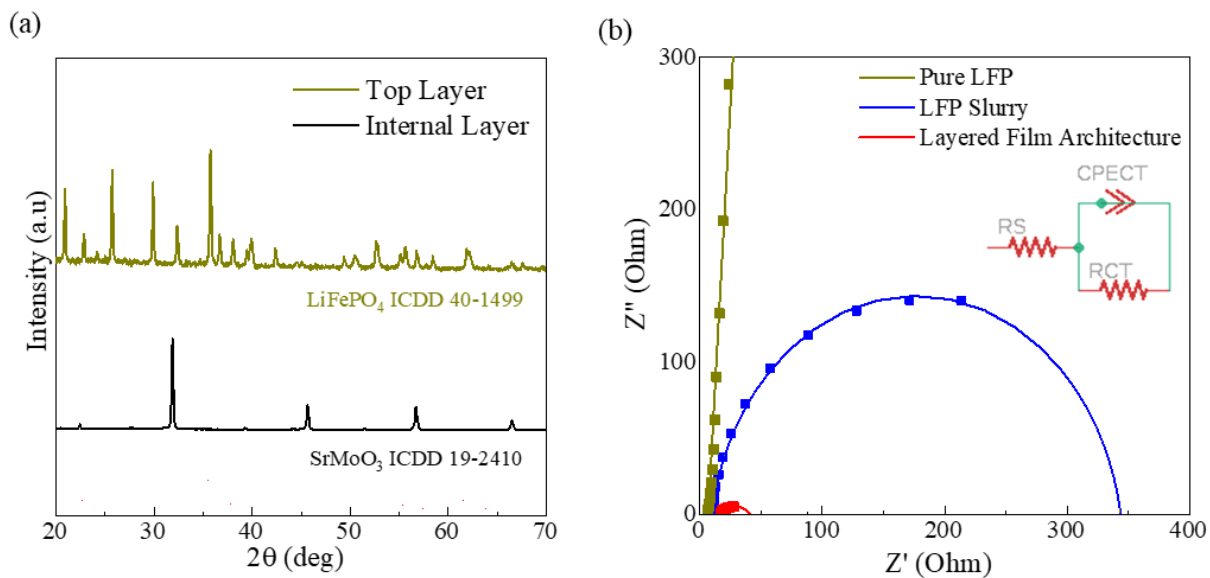 (a)
Top Layer
Internal Layer
Intensity (a.u)
LiFePO₄ ICDD 40-1499
SrMoO₃ ICDD 19-2410
20 30 40 50 60 70
2θ (deg)
(b)
300
200
100
0
Pure LFP
LFP Slurry
Layered Film Architecture
CPECT
RS
RCT
Z'' (Ohm)
0 100 200 300 400
Z' (Ohm)